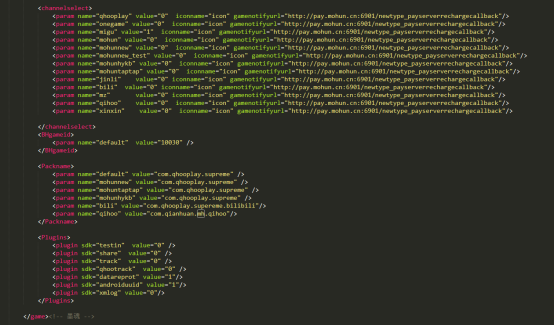 <channelselect>
<param name="qhooplay" value="0"  iconname="icon" gamenotifyurl="http://pay.mohun.cn:6901/newtype_payserverrechargecallback"/>
<param name="onegame" value="0"  iconname="icon" gamenotifyurl="http://pay.mohun.cn:6901/newtype_payserverrechargecallback"/>
<param name="migu" value="1"  iconname="icon" gamenotifyurl="http://pay.mohun.cn:6901/newtype_payserverrechargecallback"/>
<param name="mohun" value="0"  iconname="icon" gamenotifyurl="http://pay.mohun.cn:6901/newtype_payserverrechargecallback"/>
<param name="mohunnew" value="0"  iconname="icon" gamenotifyurl="http://pay.mohun.cn:6901/newtype_payserverrechargecallback"/>
<param name="mohunnew_test" value="0"  iconname="icon" gamenotifyurl="http://pay.mohun.cn:6901/newtype_payserverrechargecallback"/>
<param name="mohunhykb" value="0"  iconname="icon" gamenotifyurl="http://pay.mohun.cn:6901/newtype_payserverrechargecallback"/>
<param name="mohuntaptap" value="0"  iconname="icon" gamenotifyurl="http://pay.mohun.cn:6901/newtype_payserverrechargecallback"/>
<param name="jinli"    value="0"  iconname="icon" gamenotifyurl="http://pay.mohun.cn:6901/newtype_payserverrechargecallback"/>
<param name="bili"  value="0"  iconname="icon" gamenotifyurl="http://pay.mohun.cn:6901/newtype_payserverrechargecallback"/>
<param name="mz"       value="0"  iconname="icon" gamenotifyurl="http://pay.mohun.cn:6901/newtype_payserverrechargecallback"/>
<param name="qihoo"    value="0"  iconname="icon" gamenotifyurl="http://pay.mohun.cn:6901/newtype_payserverrechargecallback"/>
<param name="xinxin"    value="0"  iconname="icon" gamenotifyurl="http://pay.mohun.cn:6901/newtype_payserverrechargecallback"/>
</channelselect>
<BHgameid>
<param name="default"  value="10030" />
</BHgameid>
<Packname>
<param name="default" value="com.qhooplay.supreme" />
<param name="mohunnew" value="com.qhooplay.supreme" />
<param name="mohuntaptap" value="com.qhooplay.supreme" />
<param name="mohunhykb" value="com.qhooplay.supreme" />
<param name="bili" value="com.qhooplay.supereme.bilibili"/>
<param name="qihoo" value="com.qianhuan.mh.qihoo"/>
</Packname>
<Plugins>
<plugin sdk="testin"  value="0" />
<plugin sdk="share"  value="0" />
<plugin sdk="track"  value="0" />
<plugin sdk="qhootrack"  value="0" />
<plugin sdk="datareprot" value="1"/>
<plugin sdk="androiduuid" value="1"/>
<plugin sdk="xmlog" value="0"/>
</Plugins>
</game><!-- -->